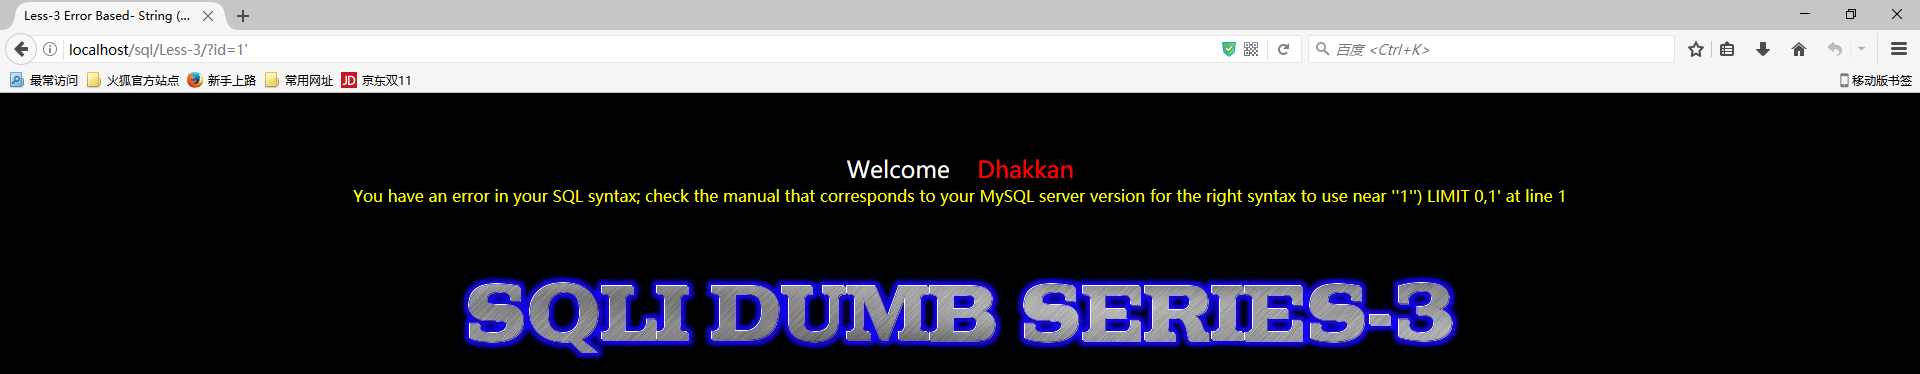 Less-3 Error Based- String (...
localhost/sql/Less-3/?id=1'
百度 <Ctrl+K>
最常访问 火狐官方站点 新手上路 常用网址 JD 京东双11 移动版书签
Welcome Dhakkan
You have an error in your SQL syntax; check the manual that corresponds to your MySQL server version for the right syntax to use near ''1'') LIMIT 0,1' at line 1
SQLI DUMB SERIES-3